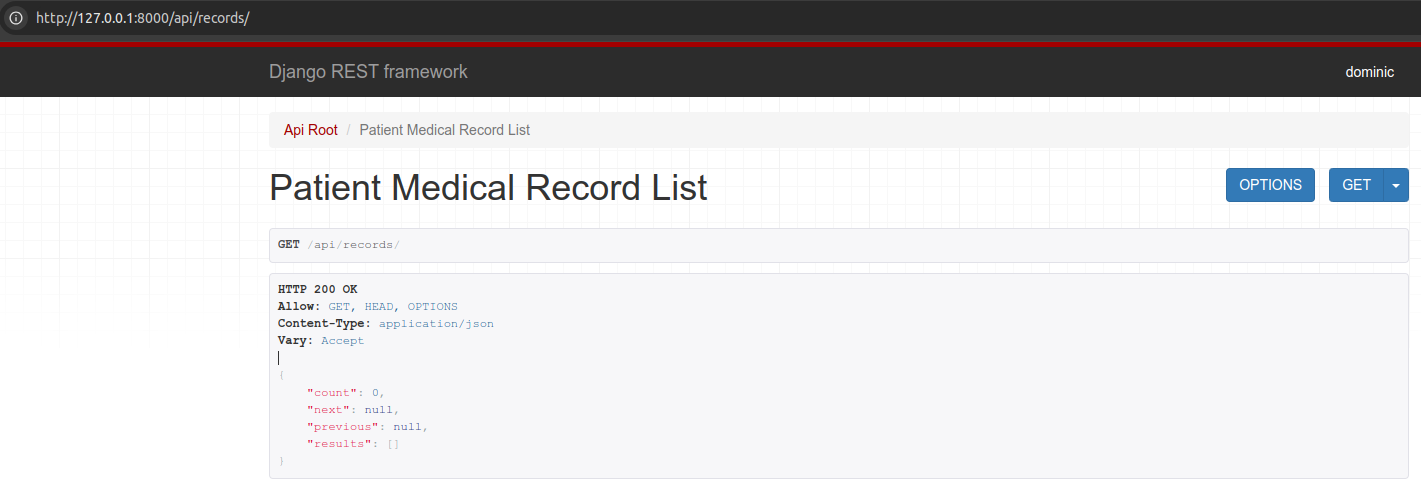 http://127.0.0.1:8000/api/records/
Django REST framework dominic
Api Root / Patient Medical Record List
Patient Medical Record List OPTIONS GET
GET /api/records/
HTTP 200 OK
Allow: GET, HEAD, OPTIONS
Content-Type: application/json
Vary: Accept
{
"count": 0,
"next": null,
"previous": null,
"results": []
}